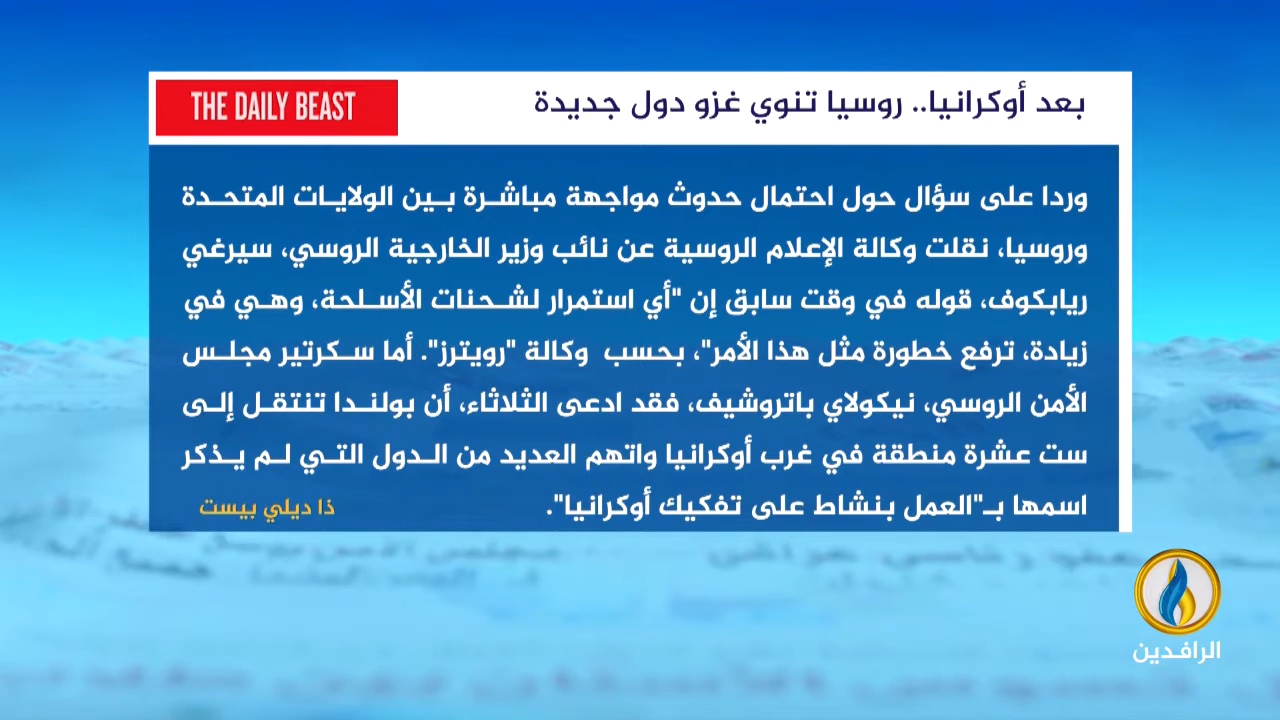 THE DAILY BEAST
بعد أوكرانيا.. روسيا تنوي غزو دول جديدة
وردا على سؤال حول احتمال حدوث مواجهة مباشرة بين الولايات المتحدة
وروسيا، نقلت وكالة الإعلام الروسية عن نائب وزير الخارجية الروسي، سيرغي
ريابكوف، قوله في وقت سابق إن "أي استمرار لشحنات الأسلحة، وهي في
زيادة، ترفع خطورة مثل هذا الأمر"، بحسب وكالة "رويترز". أما سكرتير مجلس
الأمن الروسي، نيكولاي باتروشيف، فقد ادعى الثلاثاء، أن بولندا تنتقل إلى
ست عشرة منطقة في غرب أوكرانيا واتهم العديد من الدول التي لم يذكر
اسمها بـ"العمل بنشاط على تفكيك أوكرانيا".
ذا ديلي بيست
الرافدين